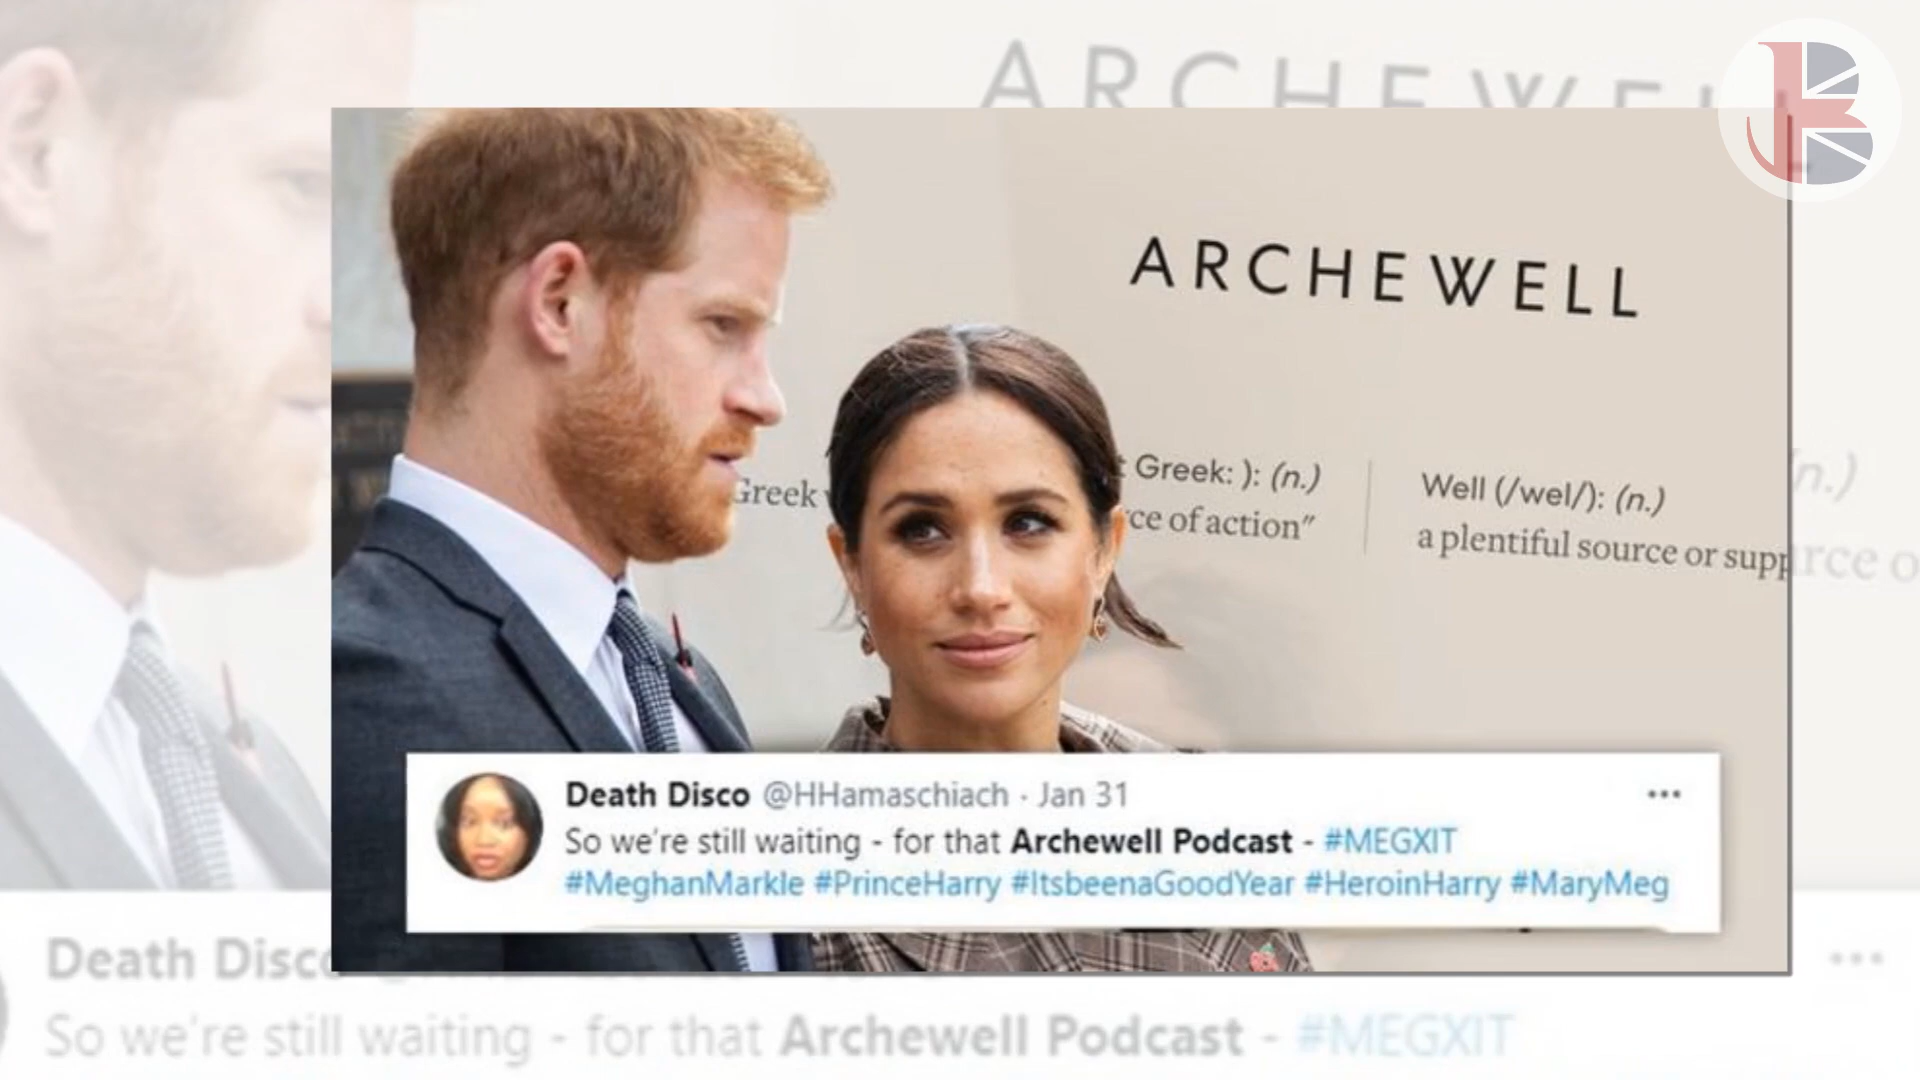 ARCHEWEL
ARCHEWELL
Greek
t Greek: ): (n.)
ce of action"
Well (/wel/): (n.)
a plentiful source or supp
n.)
rce o
Death Disco @HHamaschiach · Jan 31
So we're still waiting - for that Archewell Podcast - #MEGXIT
#MeghanMarkle #PrinceHarry #ItsbeenaGoodYear #HeroinHarry #MaryMeg
Death Disco
So we're still waiting - for that Archewell Podcast - #MEGXIT